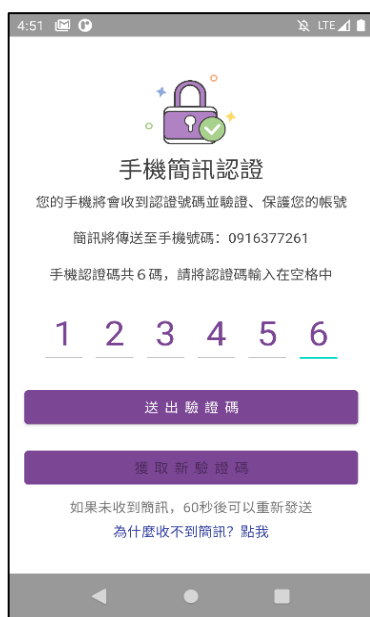 4:51 LTE
手機簡訊認證
您的手機將會收到認證號碼並驗證、保護您的帳號
簡訊將傳送至手機號碼：0916377261
手機認證碼共６碼，請將認證碼輸入在空格中
1 2 3 4 5 6
送出驗證碼
獲取新驗證碼
如果未收到簡訊，60秒後可以重新發送
為什麼收不到簡訊？點我